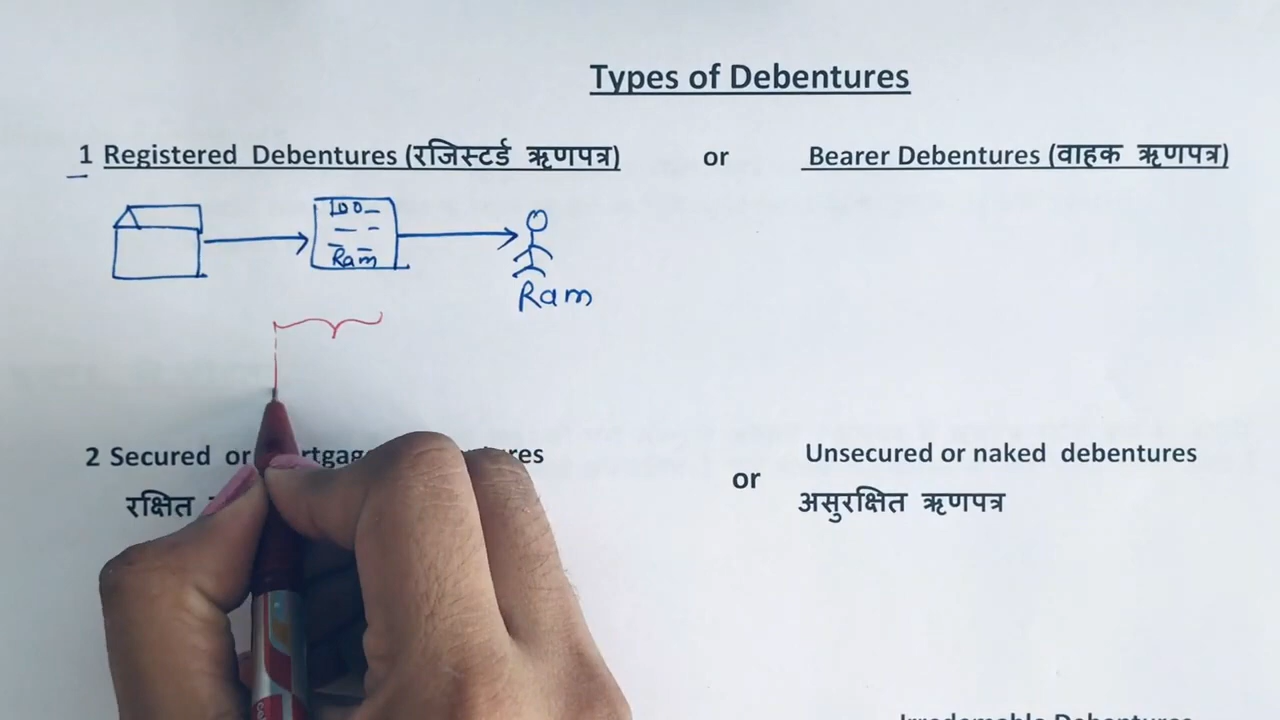 Types of Debentures
1 Registered Debentures (रजिस्टर्ड ऋणपत्र) or Bearer Debentures (वाहक ऋणपत्र)
100
Ram
Ram
2 Secured or Unsecured or naked debentures
or
रक्षित असुरक्षित ऋणपत्र